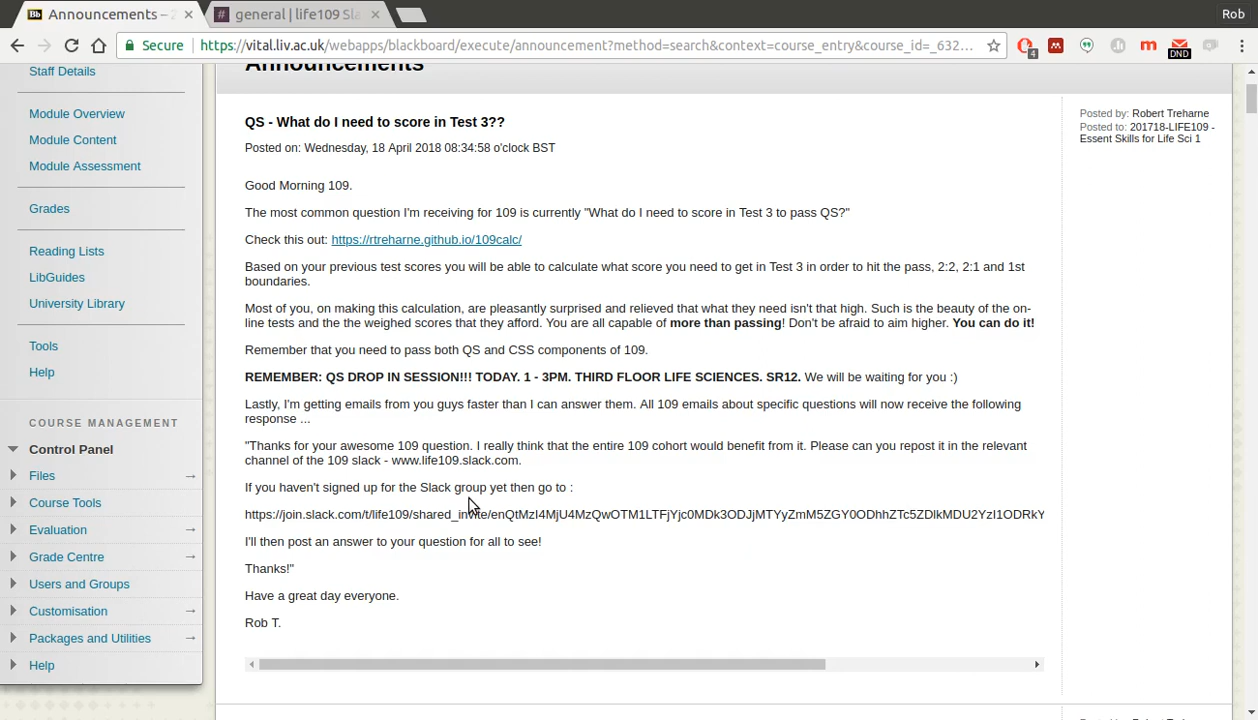 Announcements – 2
general | life109 Sla
Rob
Secure
https://vital.liv.ac.uk/webapps/blackboard/execute/announcement?method=search&context=course_entry&course_id=_632...
4
DND
Staff Details
Module Overview
Module Content
Module Assessment
Grades
Reading Lists
LibGuides
University Library
Tools
Help
COURSE MANAGEMENT
Control Panel
Files
Course Tools
Evaluation
Grade Centre
Users and Groups
Customisation
Packages and Utilities
Help
Announcements
QS - What do I need to score in Test 3??
Posted on: Wednesday, 18 April 2018 08:34:58 o'clock BST
Good Morning 109.
The most common question I'm receiving for 109 is currently "What do I need to score in Test 3 to pass QS?"
Check this out: https://rtreharne.github.io/109calc/
Based on your previous test scores you will be able to calculate what score you need to get in Test 3 in order to hit the pass, 2:2, 2:1 and 1st
boundaries.
Most of you, on making this calculation, are pleasantly surprised and relieved that what they need isn't that high. Such is the beauty of the on-
line tests and the the weighed scores that they afford. You are all capable of more than passing! Don't be afraid to aim higher. You can do it!
Remember that you need to pass both QS and CSS components of 109.
REMEMBER: QS DROP IN SESSION!!! TODAY. 1 - 3PM. THIRD FLOOR LIFE SCIENCES. SR12. We will be waiting for you :)
Lastly, I'm getting emails from you guys faster than I can answer them. All 109 emails about specific questions will now receive the following
response ...
"Thanks for your awesome 109 question. I really think that the entire 109 cohort would benefit from it. Please can you repost it in the relevant
channel of the 109 slack - www.life109.slack.com.
If you haven't signed up for the Slack group yet then go to :
https://join.slack.com/t/life109/shared_invite/enQtMzI4MjU4MzQwOTM1LTFjYjc0MDk3ODJjMTYyZmM5ZGY0ODhhZTc5ZDlkMDU2YzI1ODRkY
I'll then post an answer to your question for all to see!
Thanks!"
Have a great day everyone.
Rob T.
Posted by: Robert Treharne
Posted to: 201718-LIFE109 -
Essent Skills for Life Sci 1